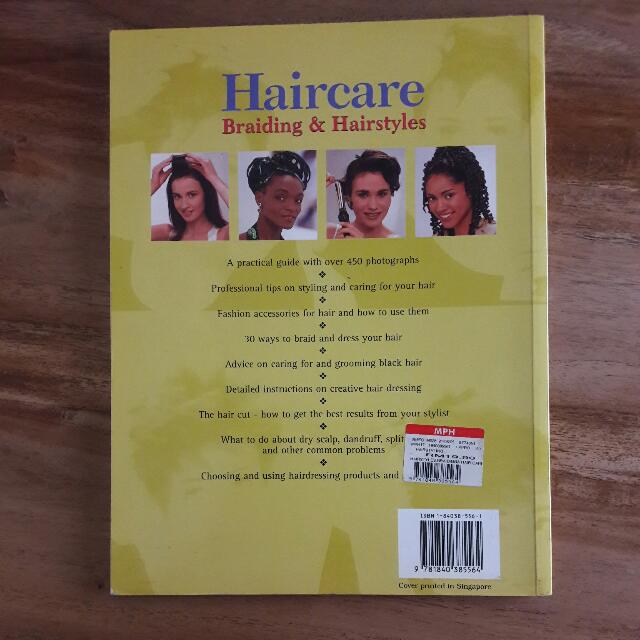 Haircare
Braiding & Hairstyles
A practical guide with over 450 photographs
❖
Professional tips on styling and caring for your hair
❖
Fashion accessories for hair and how to use them
❖
30 ways to braid and dress your hair
❖
Advice on caring for and grooming black hair
❖
Detailed instructions on creative hair dressing
❖
The hair cut - how to get the best results from your stylist
❖
What to do about dry scalp, dandruff, split
and other common problems
❖
Choosing and using hairdressing products and
MPH
9781840385564
ISBN 1-84038-556-1
9 781840 385564
Cover printed in Singapore